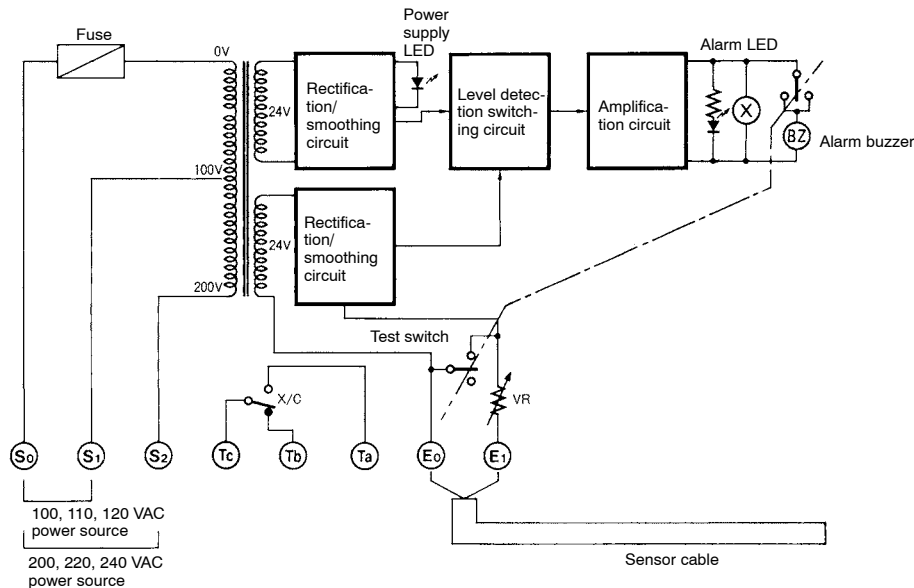 Fuse
0V
100V
200V
24V
24V
Rectifica-
tion/
smoothing
circuit
Power
supply
LED
Level detec-
tion switch-
ing circuit
Amplifica-
tion circuit
Alarm LED
X
BZ
Alarm buzzer
Rectifica-
tion/
smoothing
circuit
Test switch
VR
X/C
S0
S1
S2
Tc
Tb
Ta
E0
E1
100, 110, 120 VAC
power source
200, 220, 240 VAC
power source
Sensor cable